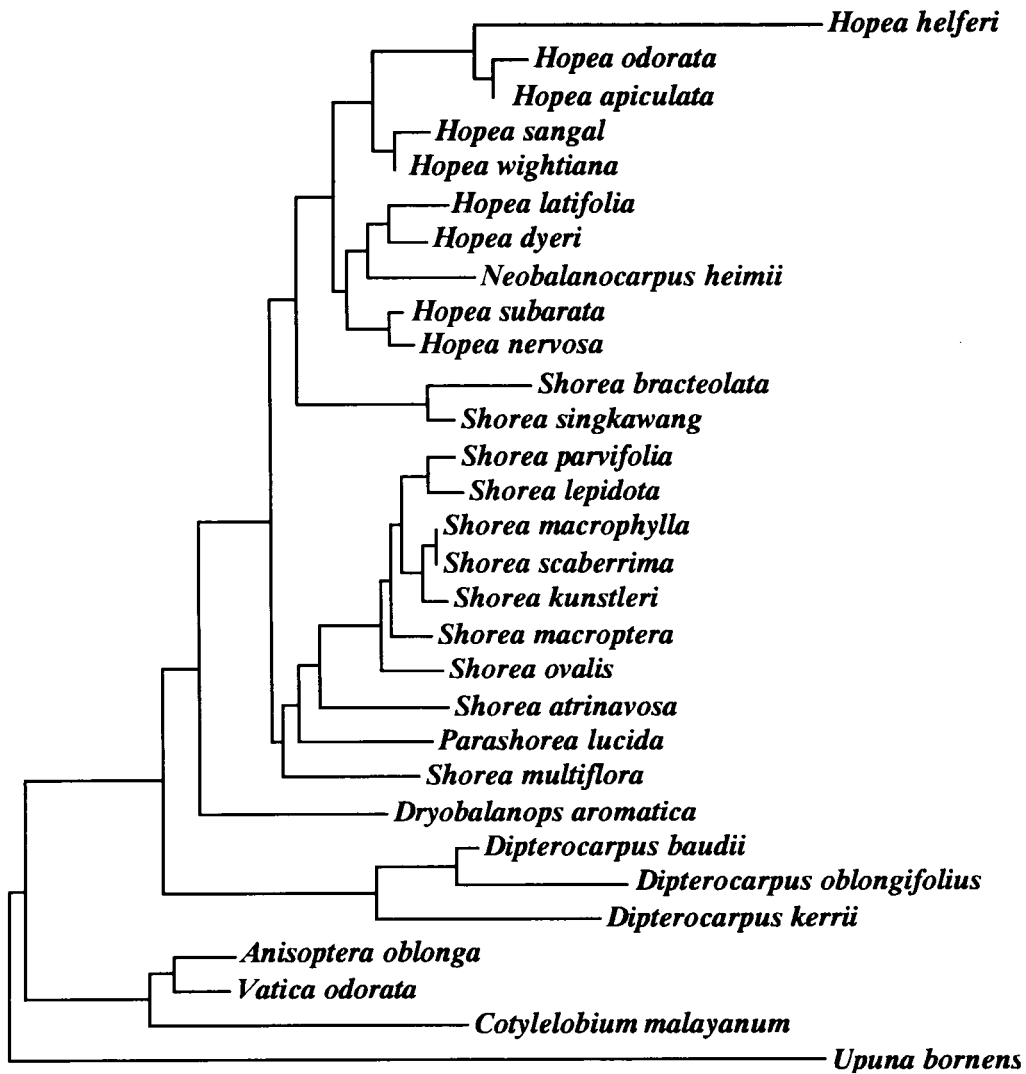 Hopea helferi
Hopea odorata
Hopea apiculata
Hopea sangal
Hopea wightiana
Hopea latifolia
Hopea dyeri
Neobalanocarpus heimii
Hopea subarata
Hopea nervosa
Shorea bracteolata
Shorea singkawang
Shorea parvifolia
Shorea lepidota
Shorea macrophylla
Shorea scaberrima
Shorea kunstleri
Shorea macroptera
Shorea ovalis
Shorea atrinavosa
Parashorea lucida
Shorea multiflora
Dryobalanops aromatica
Dipterocarpus baudii
Dipterocarpus oblongifolius
Dipterocarpus kerrii
Anisoptera oblonga
Vatica odorata
Cotylelobium malayanum
Upuna bornens